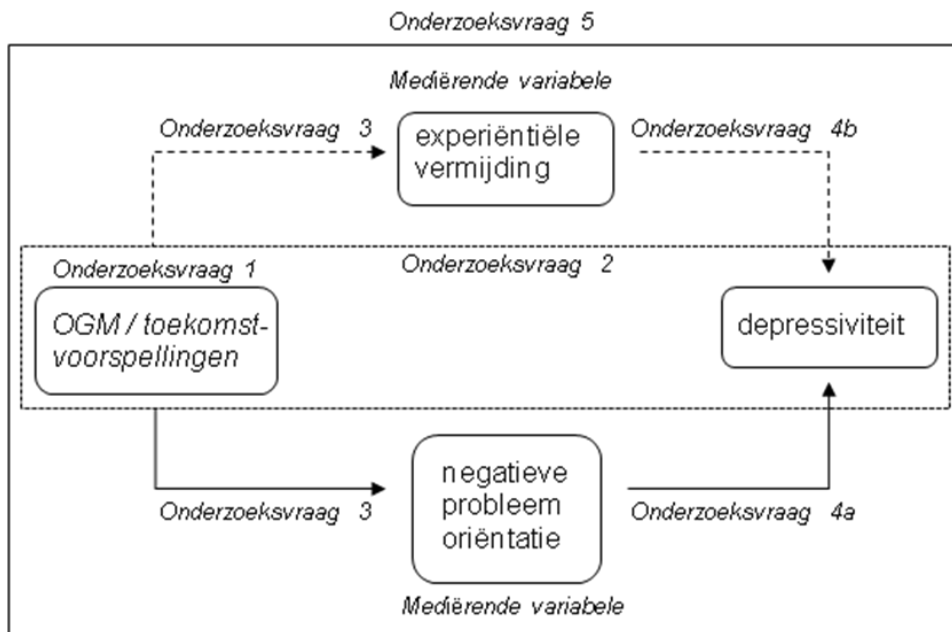 Onderzoeksvraag 5
Mediërende variabele
Onderzoeksvraag 3
experiëntiële
vermijding
Onderzoeksvraag 4b
Onderzoeksvraag 1
Onderzoeksvraag 2
OGM / toekomst-
voorspellingen
depressiviteit
negatieve
probleem
oriëntatie
Onderzoeksvraag 3
Onderzoeksvraag 4a
Mediërende variabele